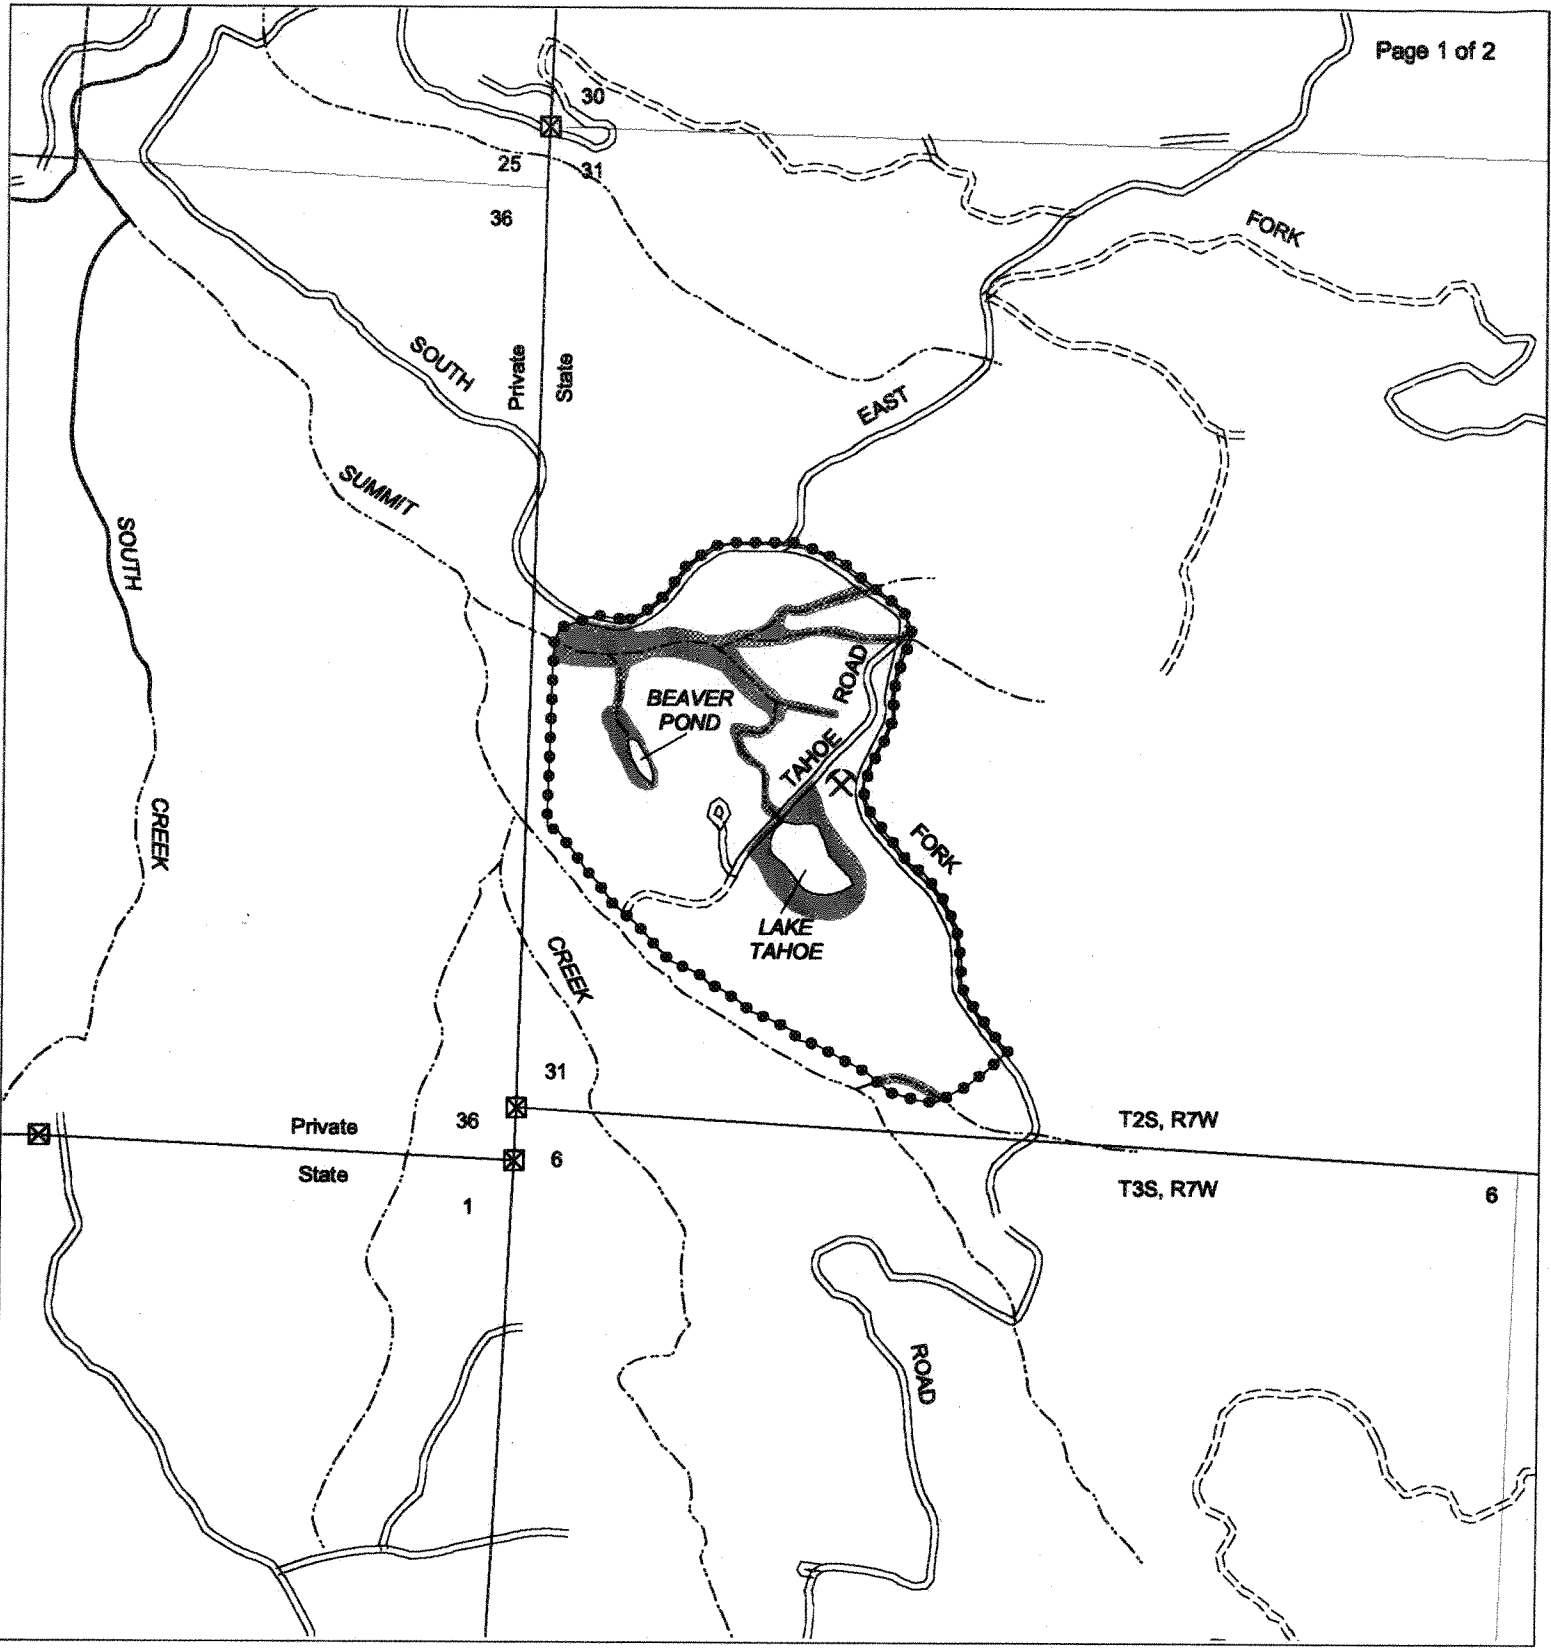 Page 1 of 2
30
25
31
36
FORK
SOUTH
Private
State
EAST
SUMMIT
SOUTH
ROAD
BEAVER
POND
TAHOE
CREEK
FORK
LAKE
TAHOE
CREEK
31
36
Private
T2S, R7W
6
State
T3S, R7W
6
1
ROAD